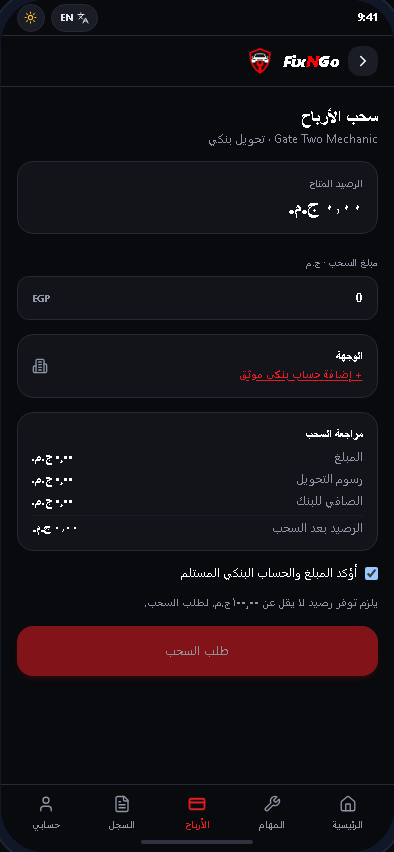 9:41
EN
FixNGo
سحب الأرباح
Gate Two Mechanic · تحويل بنكي
الرصيد المتاح
٠٫٠٠ ج.م.
مبلغ السحب · ج.م
0
EGP
الوجهة
+ إضافة حساب بنكي موثق
مراجعة السحب
المبلغ ٠٫٠٠ ج.م.
رسوم التحويل ٠٫٠٠ ج.م.
الصافي للبنك ٠٫٠٠ ج.م.
الرصيد بعد السحب ٠٫٠٠ ج.م.
أؤكد المبلغ والحساب البنكي المستلم
يلزم توفر رصيد لا يقل عن ١٠٠٫٠٠ ج.م. لطلب السحب.
طلب السحب
الرئيسية
المهام
الأرباح
السجل
حسابي